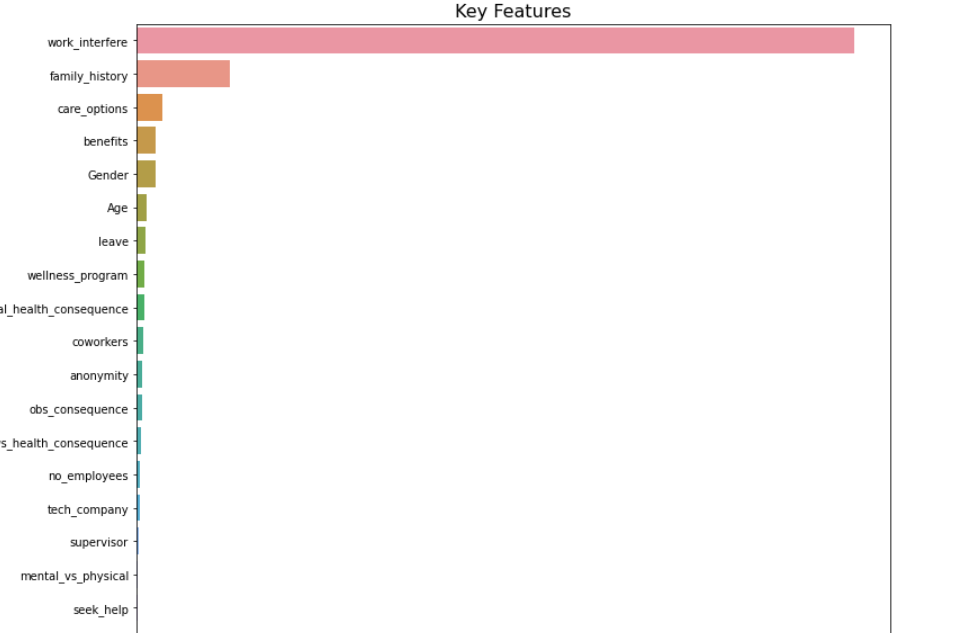 Key Features
work_interfere
family_history
care_options
benefits
Gender
Age
leave
wellness_program
al_health_consequence
coworkers
anonymity
obs_consequence
s_health_consequence
no_employees
tech_company
supervisor
mental_vs_physical
seek_help